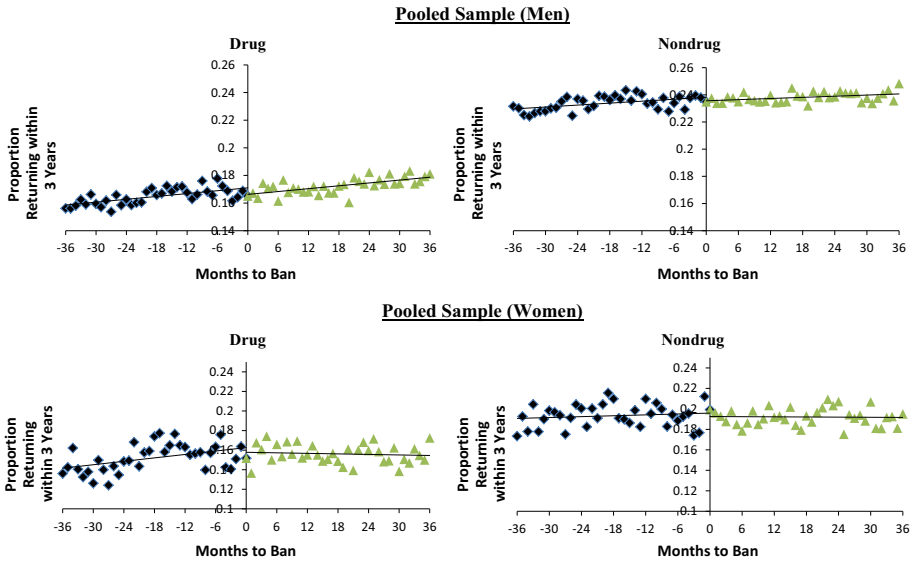 Pooled Sample (Men)
Drug
Nondrug
Proportion
Returning within
3 Years
0.26
0.24
0.22
0.2
0.18
0.16
0.14
-36 -30 -24 -18 -12 -6 0 6 12 18 24 30 36
Months to Ban
0.26
0.24
0.22
0.2
0.18
0.16
0.14
Proportion
Returning within
3 Years
-36 -30 -24 -18 -12 -6 0 6 12 18 24 30 36
Months to Ban
Pooled Sample (Women)
Drug
Nondrug
Proportion
Returning
within 3 Years
0.24
0.22
0.2
0.18
0.16
0.14
0.12
0.1
-36 -30 -24 -18 -12 -6 0 6 12 18 24 30 36
Months to Ban
Proportion
Returning
within 3 Years
0.24
0.22
0.2
0.18
0.16
0.14
0.12
0.1
-36 -30 -24 -18 -12 -6 0 6 12 18 24 30 36
Months to Ban